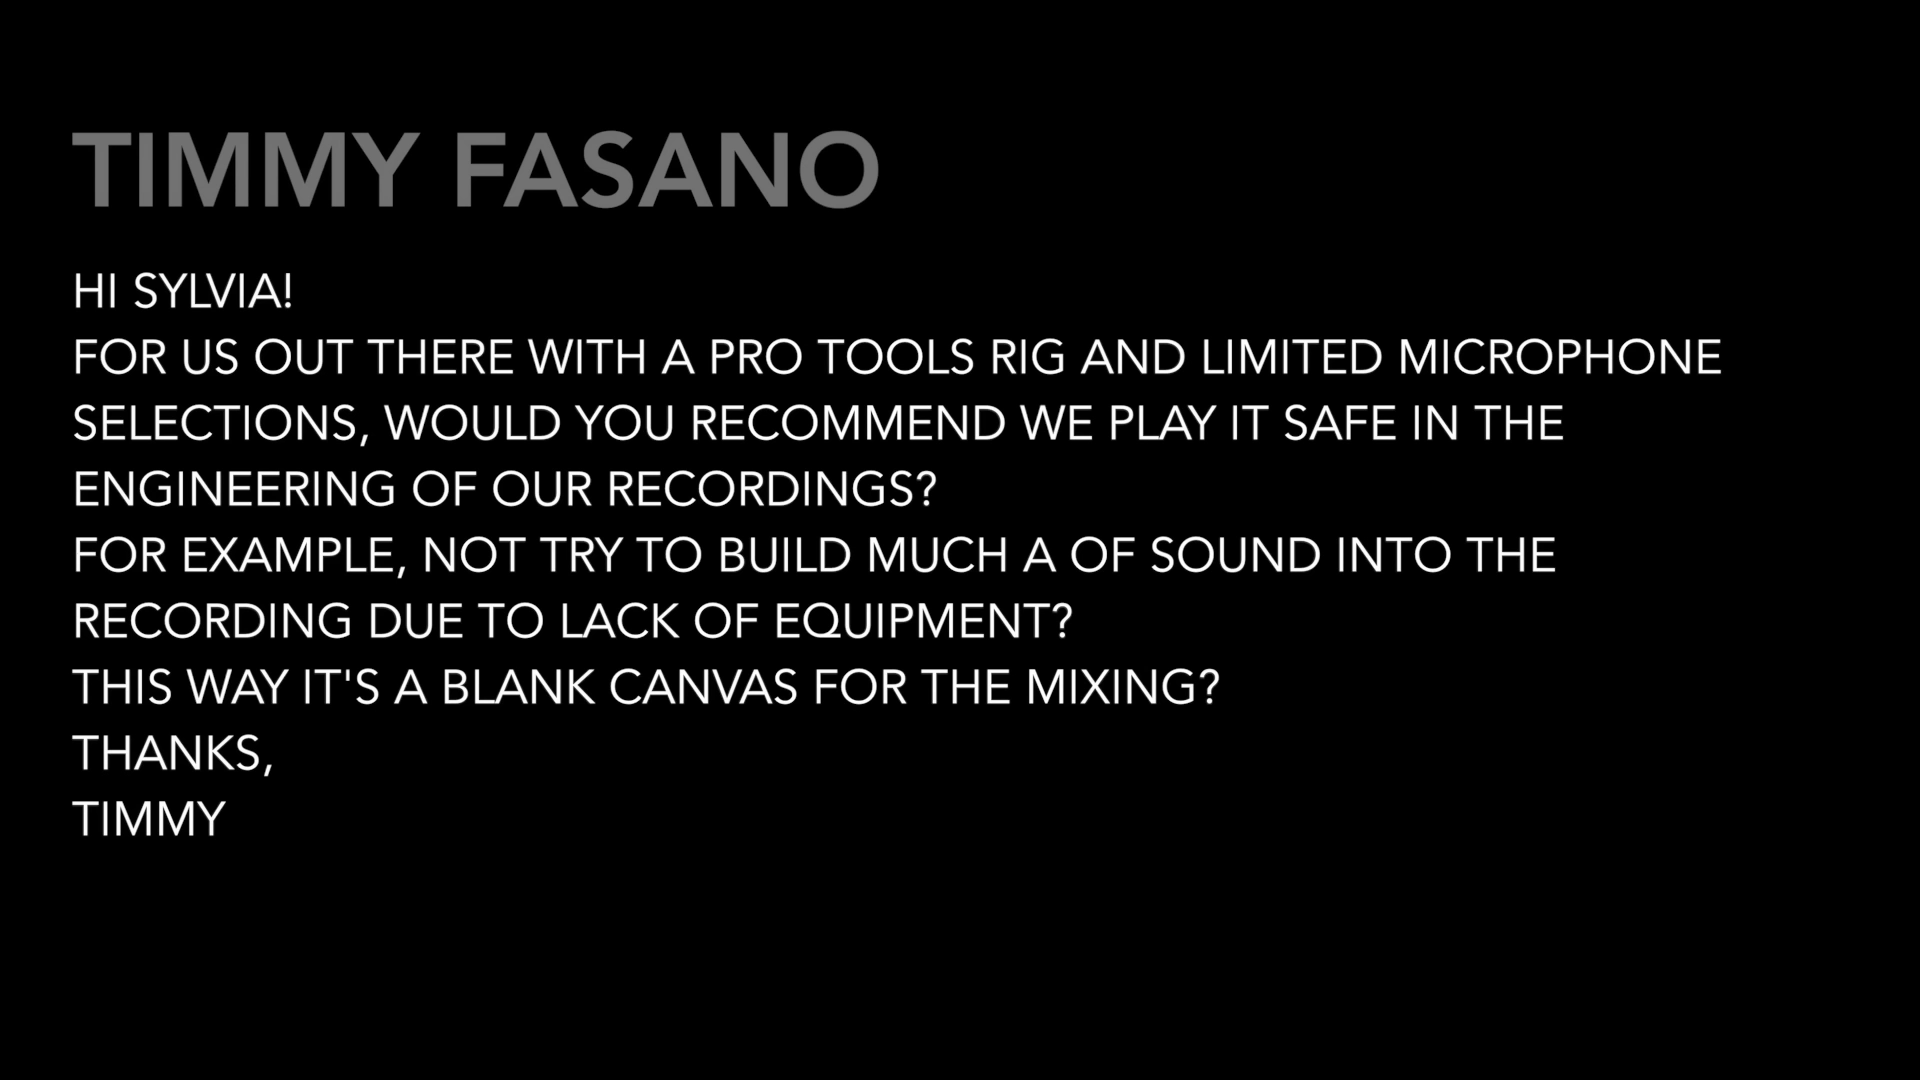 TIMMY FASANO
HI SYLVIA!
FOR US OUT THERE WITH A PRO TOOLS RIG AND LIMITED MICROPHONE
SELECTIONS, WOULD YOU RECOMMEND WE PLAY IT SAFE IN THE
ENGINEERING OF OUR RECORDINGS?
FOR EXAMPLE, NOT TRY TO BUILD MUCH A OF SOUND INTO THE
RECORDING DUE TO LACK OF EQUIPMENT?
THIS WAY IT'S A BLANK CANVAS FOR THE MIXING?
THANKS,
TIMMY